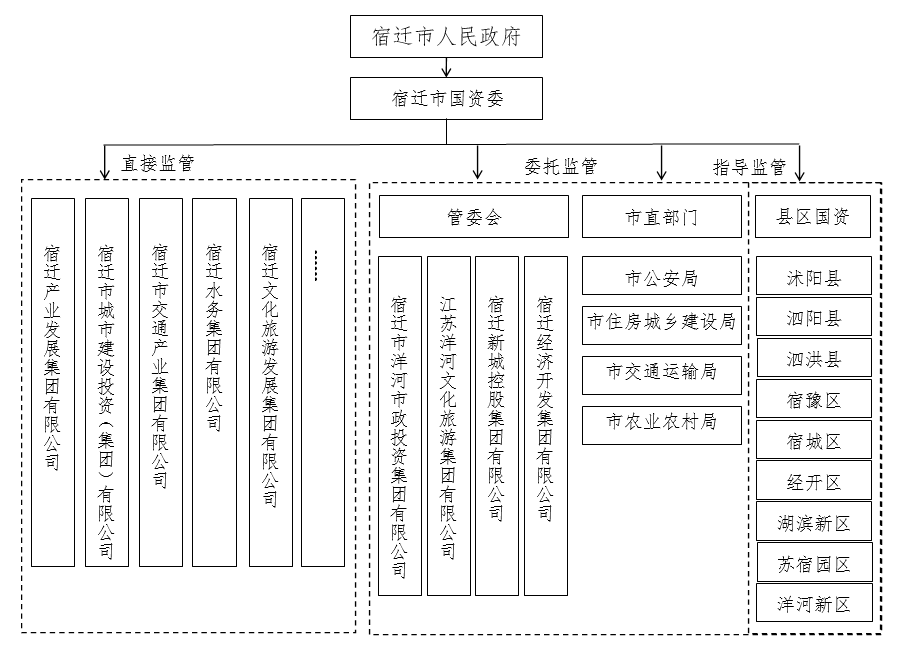 宿迁市人民政府
宿迁市国资委
直接监管
委托监管
指导监管
宿迁产业发展集团有限公司
宿迁市城市建设投资（集团）有限公司
宿迁市交通产业集团有限公司
宿迁水务集团有限公司
宿迁文化旅游发展集团有限公司
……
管委会
宿迁市洋河市政投资集团有限公司
江苏洋河文化旅游集团有限公司
宿迁新城控股集团有限公司
宿迁经济开发集团有限公司
市直部门
市公安局
市住房城乡建设局
市交通运输局
市农业农村局
县区国资
沭阳县
泗阳县
泗洪县
宿豫区
宿城区
经开区
湖滨新区
苏宿园区
洋河新区